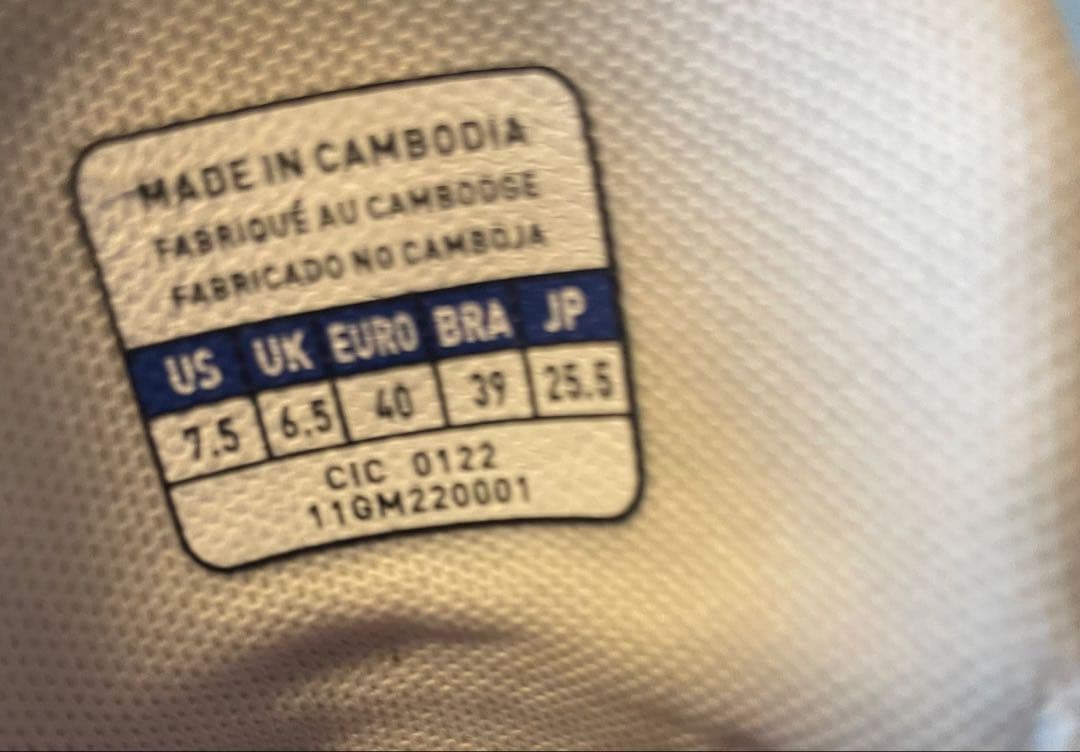 MADE IN CAMBODIA
FABRIQUÉ AU CAMBODGE
FABRICADO NO CAMBOJA
US UK EURO BRA JP
7.5 6.5 40 39 25.5
CIC 0122
11GM220001